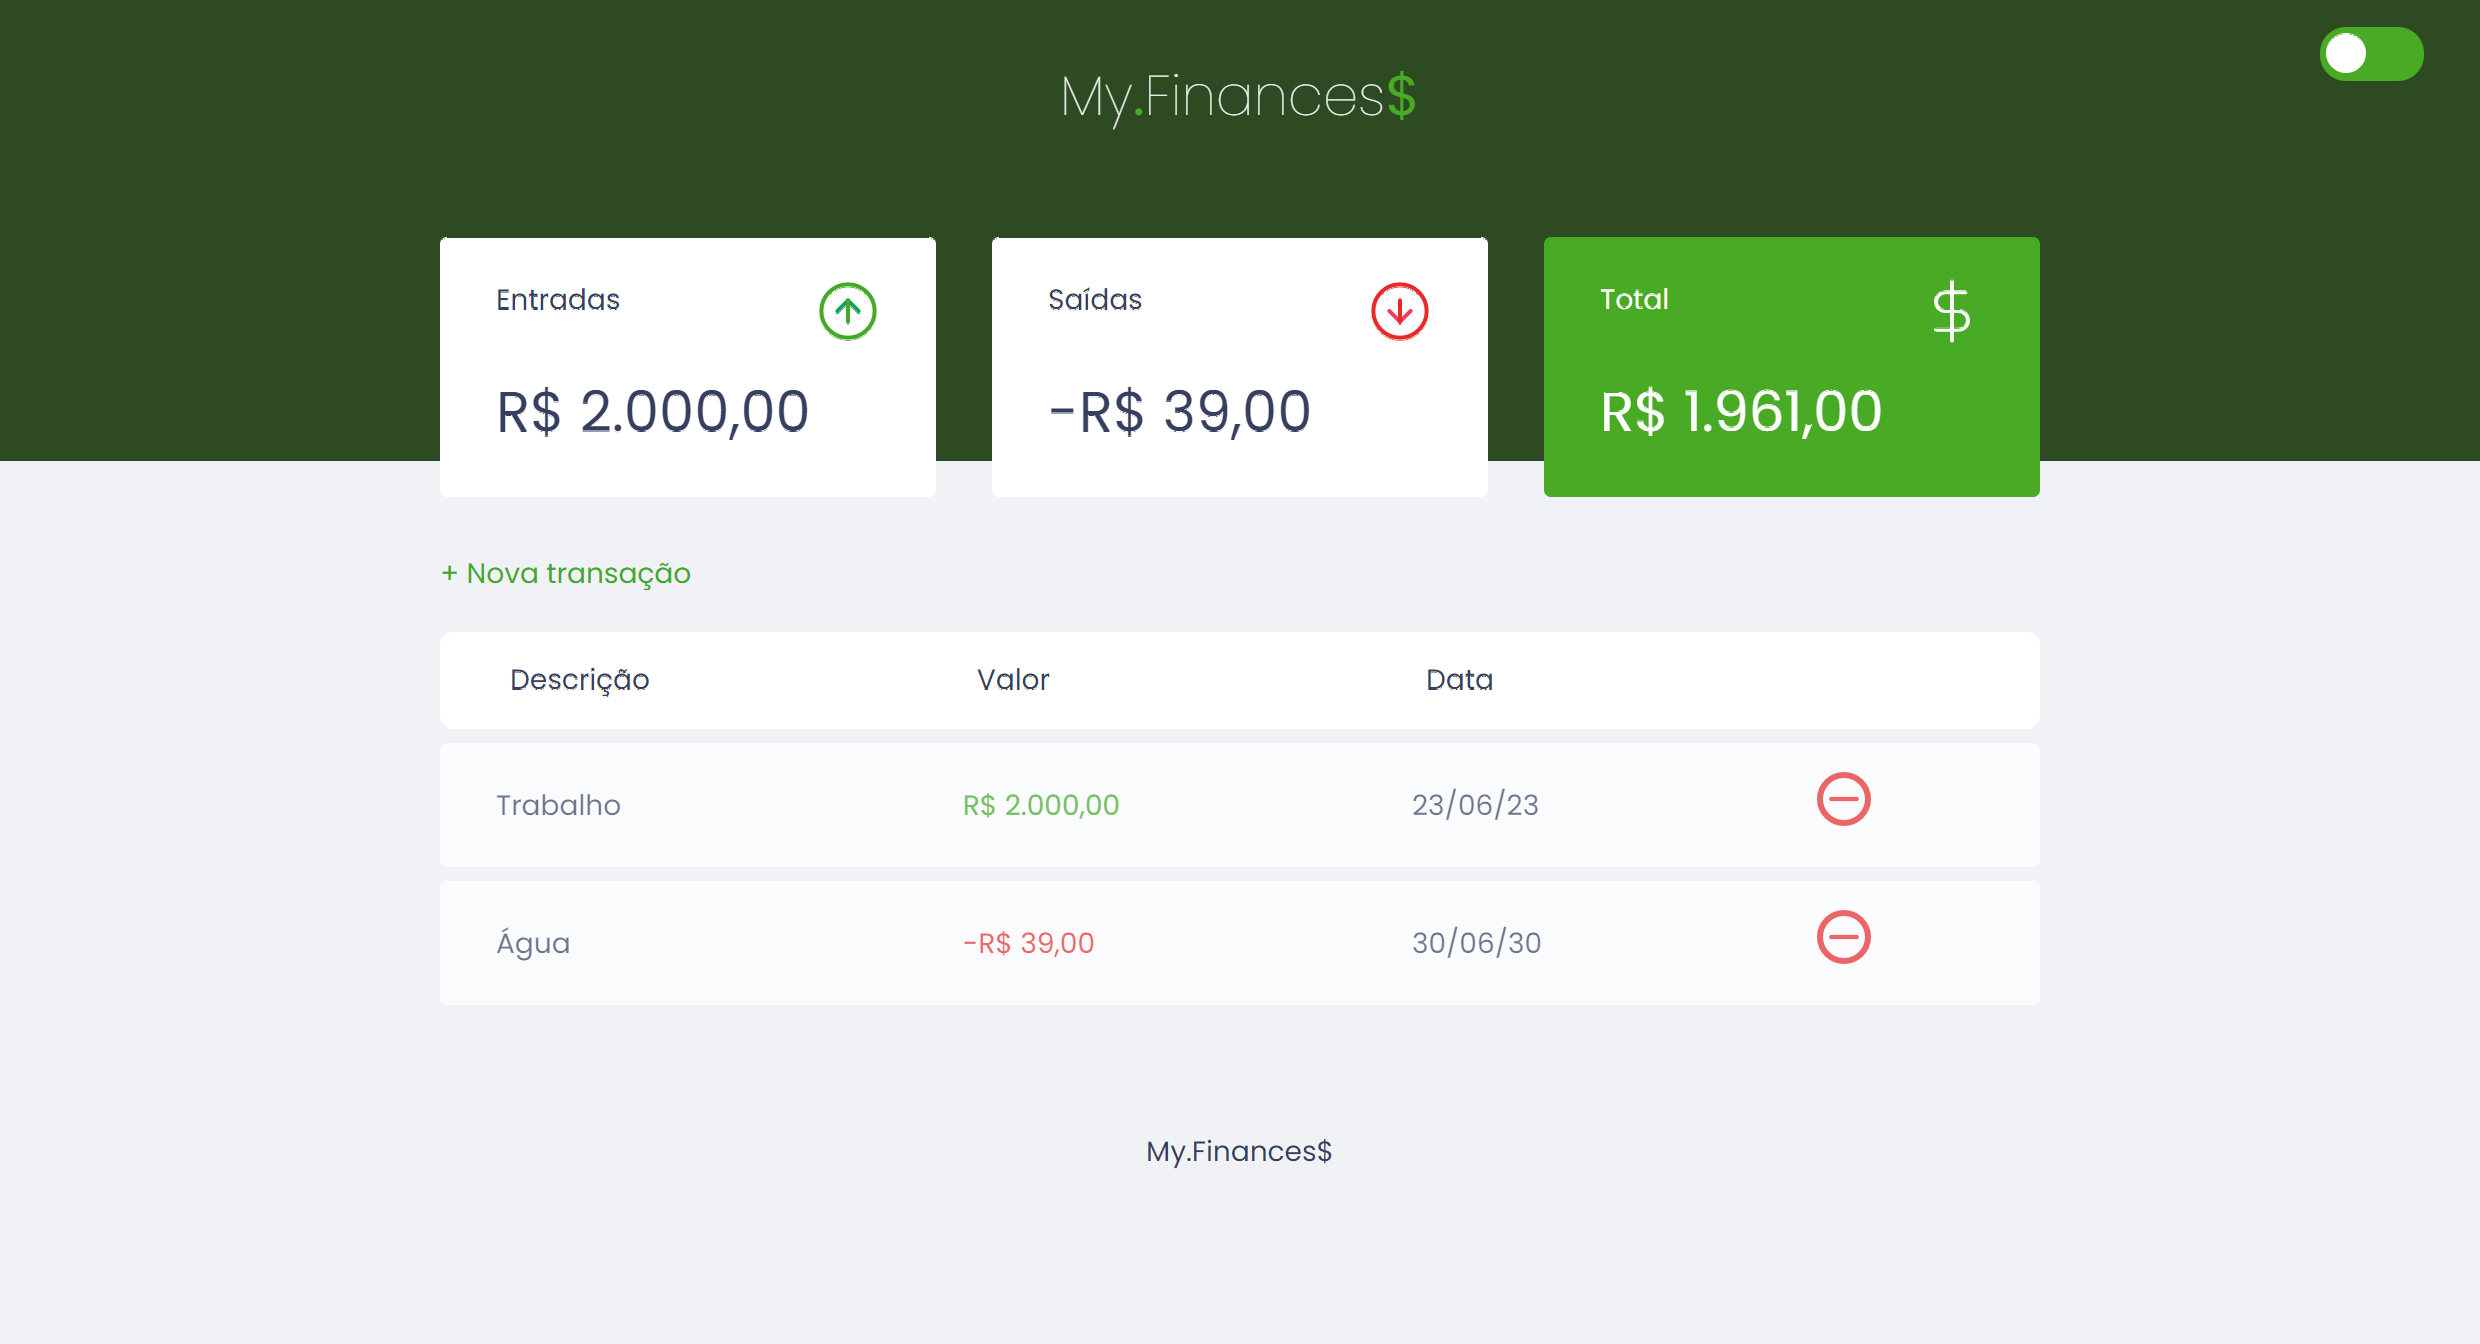 My.Finances$
Entradas
R$ 2.000,00
Saídas
-R$ 39,00
Total
R$ 1.961,00
+ Nova transação
Descrição Valor Data
Trabalho R$ 2.000,00 23/06/23
Água -R$ 39,00 30/06/30
My.Finances$